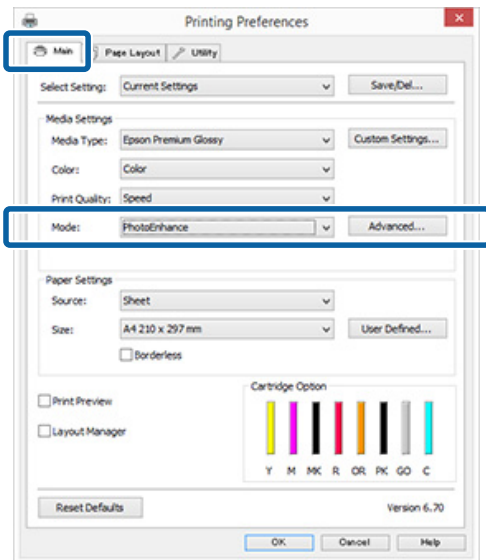 Printing Preferences
Main Page Layout Utility
Select Setting: Current Settings Save/Del...
Media Settings
Media Type: Epson Premium Glossy Custom Settings...
Color: Color
Print Quality: Speed
Mode: PhotoEnhance Advanced...
Paper Settings
Source: Sheet
Size: A4 210 x 297 mm User Defined...
Borderless
Cartridge Option
Print Preview
Layout Manager
Y M MK R OR PK GO C
Reset Defaults Version 6.70
OK Cancel Help